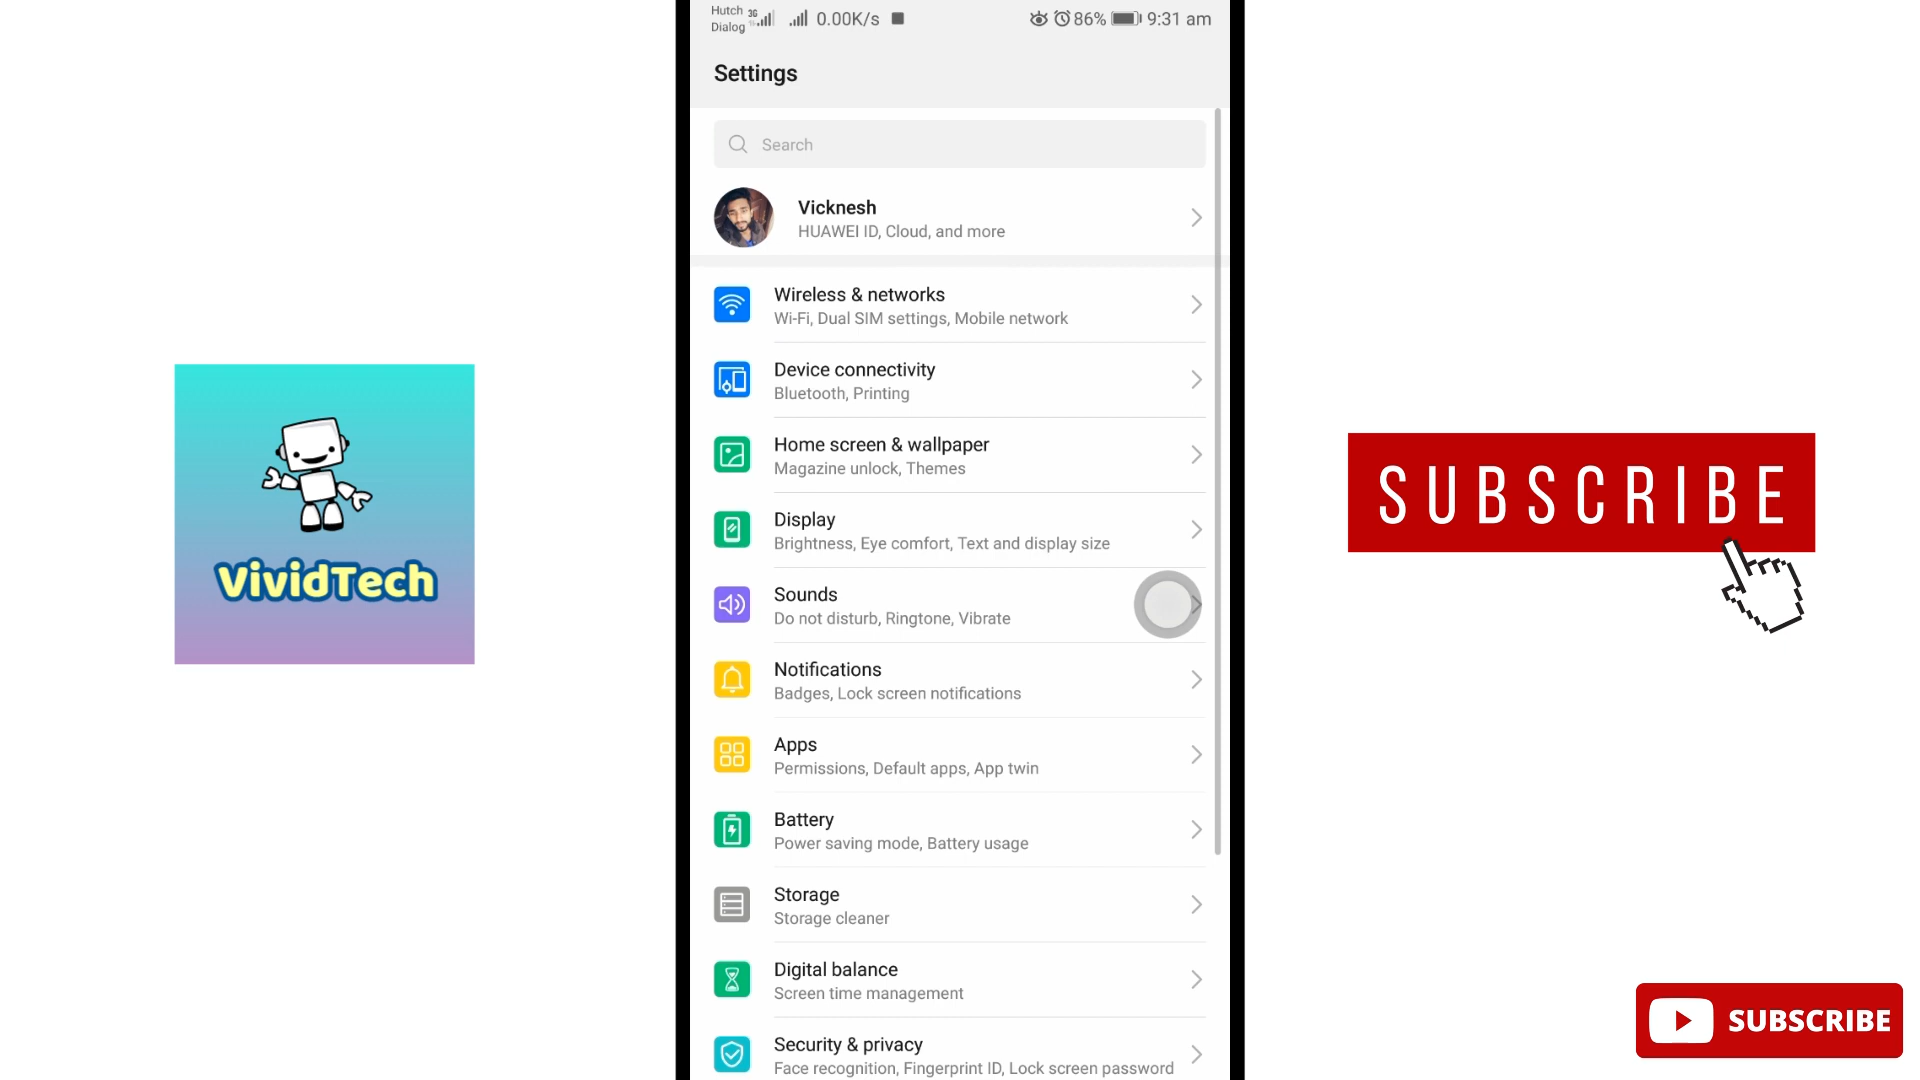 Hutch 3G
Dialog
0.00K/s
86%
9:31 am
Settings
Search
Vicknesh
HUAWEI ID, Cloud, and more
Wireless & networks
Wi-Fi, Dual SIM settings, Mobile network
Device connectivity
Bluetooth, Printing
Home screen & wallpaper
Magazine unlock, Themes
Display
Brightness, Eye comfort, Text and display size
Sounds
Do not disturb, Ringtone, Vibrate
Notifications
Badges, Lock screen notifications
Apps
Permissions, Default apps, App twin
Battery
Power saving mode, Battery usage
Storage
Storage cleaner
Digital balance
Screen time management
Security & privacy
Face recognition, Fingerprint ID, Lock screen password
VividTech
SUBSCRIBE
SUBSCRIBE